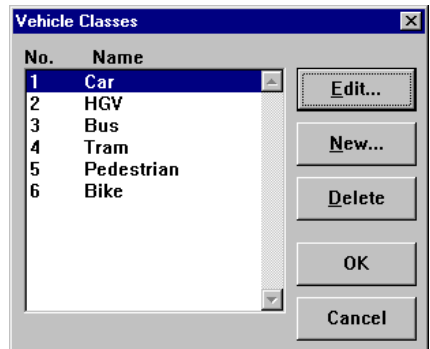 Vehicle Classes
No. Name
1 Car
2 HGV
3 Bus
4 Tram
5 Pedestrian
6 Bike
Edit...
New...
Delete
OK
Cancel